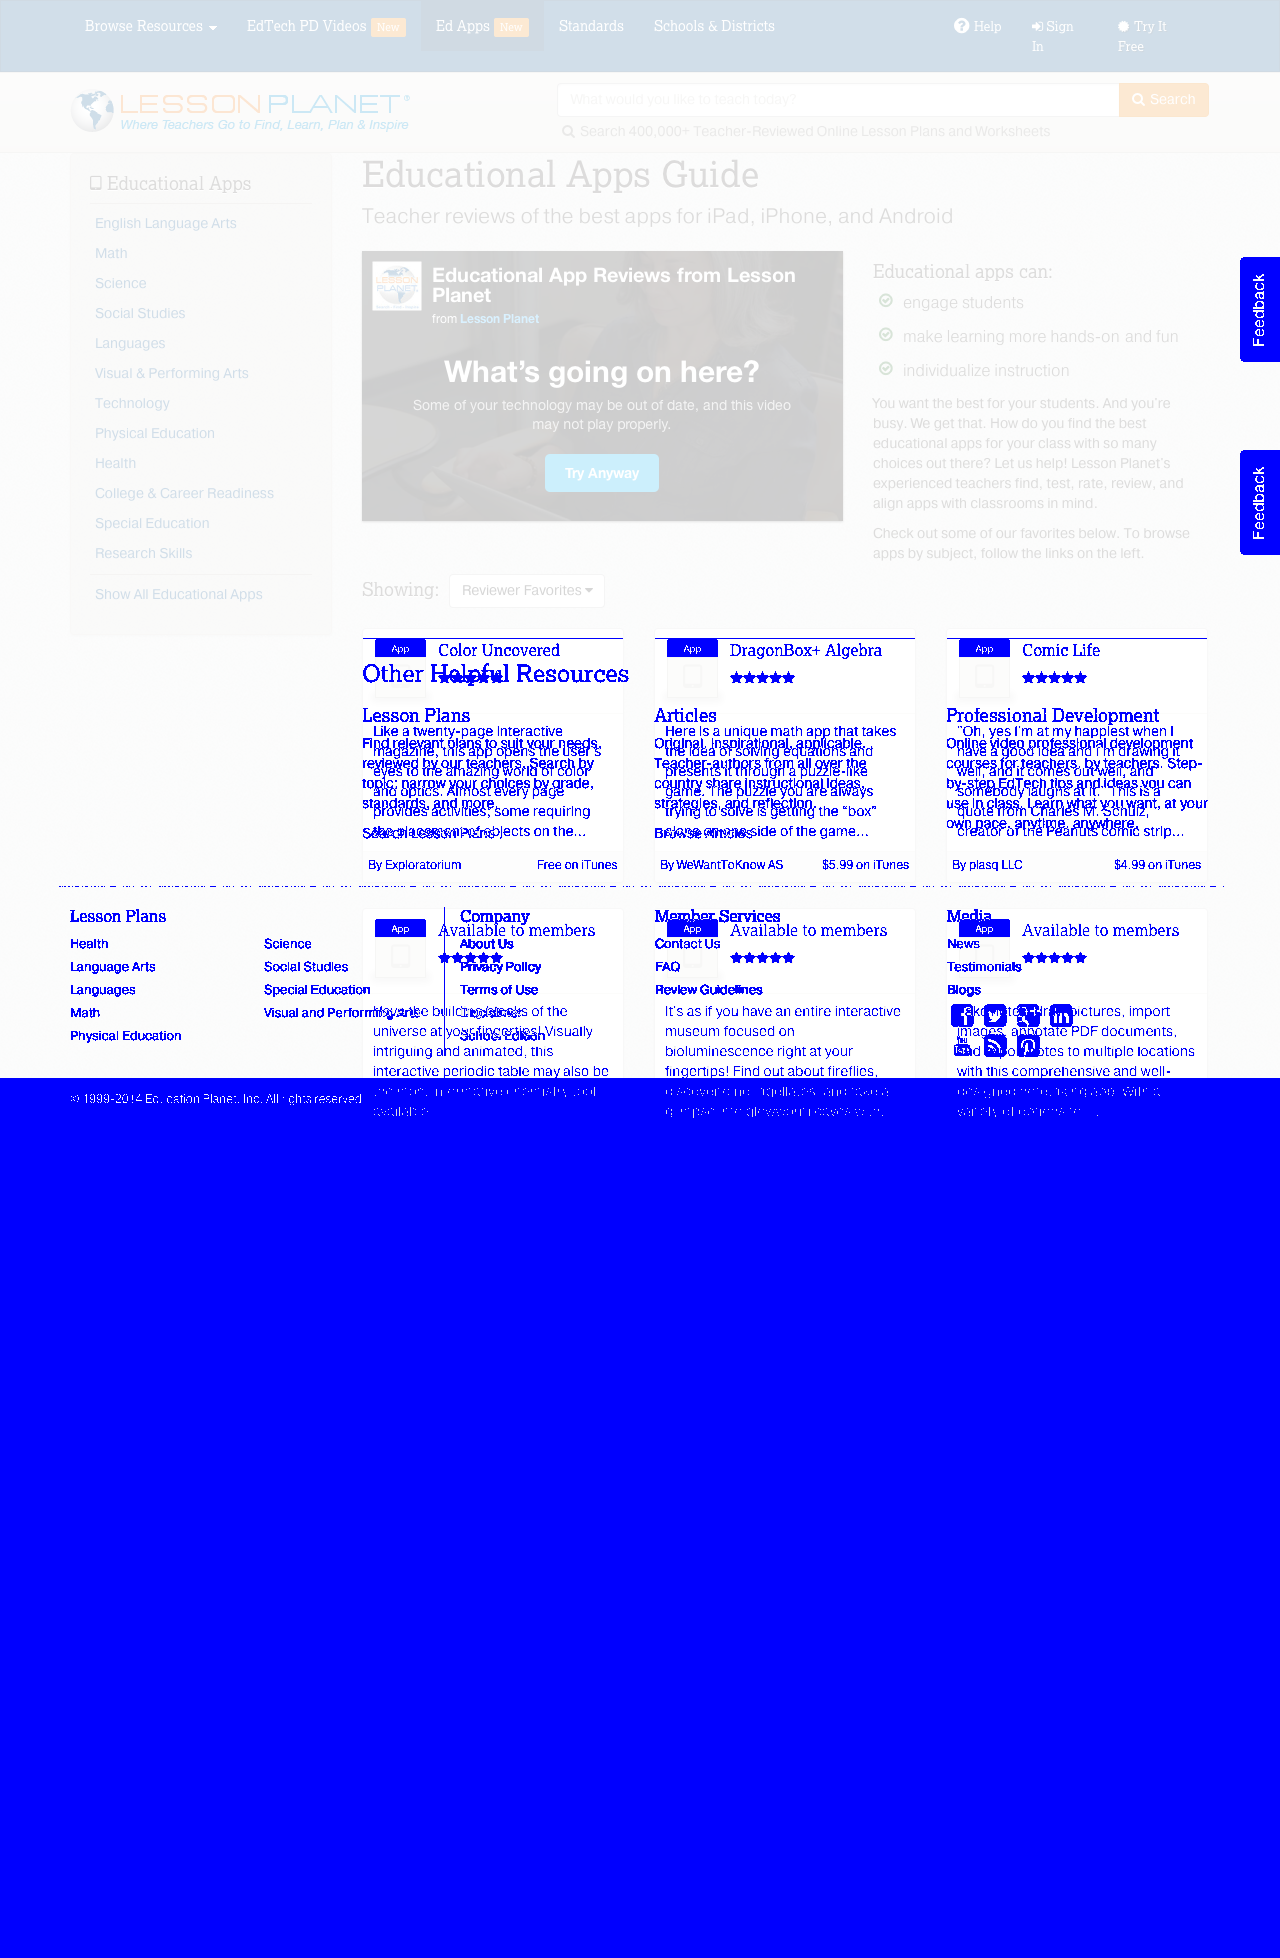 Browse Resources
EdTech PD Videos New
Ed Apps New
Standards
Schools & Districts
Help
Sign In
Try It Free
LESSON PLANET®
Where Teachers Go to Find, Learn, Plan & Inspire
What would you like to teach today?
Search
Search 400,000+ Teacher-Reviewed Online Lesson Plans and Worksheets
Educational Apps
English Language Arts
Math
Science
Social Studies
Languages
Visual & Performing Arts
Technology
Physical Education
Health
College & Career Readiness
Special Education
Research Skills
Show All Educational Apps
Educational Apps Guide
Teacher reviews of the best apps for iPad, iPhone, and Android
Educational App Reviews from Lesson
Planet
from Lesson Planet
What's going on here?
Some of your technology may be out of date, and this video
may not play properly.
Try Anyway
Educational apps can:
engage students
make learning more hands-on and fun
individualize instruction
You want the best for your students. And you're
busy. We get that. How do you find the best
educational apps for your class with so many
choices out there? Let us help! Lesson Planet's
experienced teachers find, test, rate, review, and
align apps with classrooms in mind.
Check out some of our favorites below. To browse
apps by subject, follow the links on the left.
Feedback
Feedback
Showing: Reviewer Favorites
App
Color Uncovered
App
DragonBox+ Algebra
App
Comic Life
Other Helpful Resources
Lesson Plans
Like a twenty-page interactive
Find relevant plans to suit your needs,
magazine, this app opens the user's
reviewed by our teachers. Search by
eyes to the amazing world of color
topic; narrow your choices by grade,
and optics. Almost every page
standards, and more.
provides activities, some requiring
Search Lesson Plans
objects on the...
By Exploratorium
Free on iTunes
Articles
Here is a unique math app that takes
Original, inspirational, applicable.
the idea of solving equations and
Teacher-authors from all over the
presents it through a puzzle-like
country share instructional ideas,
game. The puzzle you are always
strategies, and reflection.
trying to solve is getting the “box”
Browse Articles
side of the game...
By WeWantToKnow AS
$5.99 on iTunes
Professional Development
"Oh, yes I'm at my happiest when I
Online video professional development
have a good idea and I'm drawing it
courses for teachers, by teachers. Step-
well, and it comes out well, and
by-step EdTech tips and ideas you can
somebody laughs at it." This is a
use in class. Learn what you want, at your
quote from Charles M. Schulz,
own pace, anytime, anywhere.
creator of the Peanuts comic strip...
By plasq LLC
$4.99 on iTunes
Lesson Plans
Health
Language Arts
Languages
Math
Physical Education
Science
Social Studies
Special Education
Visual and Performing Arts
Company
About Us
Privacy Policy
Terms of Use
School Edison
Member Services
Contact Us
FAQ
Review Guidelines
Media
News
Testimonials
Blogs
App
Available to members
the building blocks of the
universe at your fingertips! Visually
intriguing and animated, this
interactive periodic table may also be
App
Available to members
It's as if you have an entire interactive
museum focused on
bioluminescence right at your
fingertips! Find out about fireflies,
App
Available to members
pictures, import
images, annotate PDF documents,
notes to multiple locations
with this comprehensive and well-
© 1999-2014 Education Planet, Inc. All rights reserved